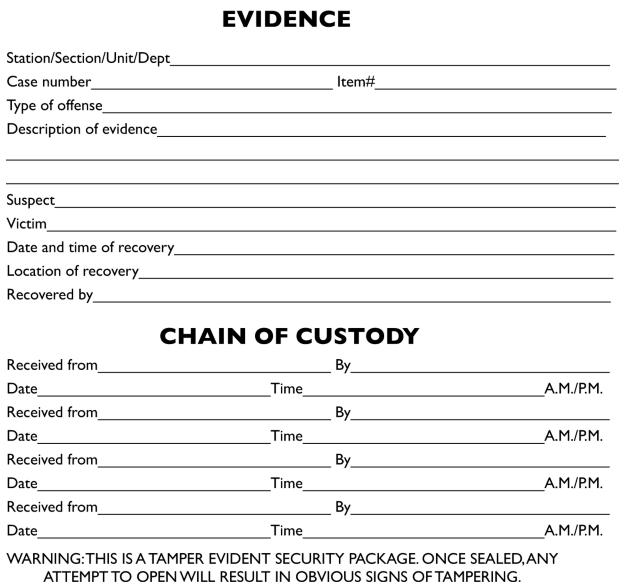 EVIDENCE
Station/Section/Unit/Dept
Case number Item#
Type of offense
Description of evidence
Suspect
Victim
Date and time of recovery
Location of recovery
Recovered by
CHAIN OF CUSTODY
Received from By
Date Time A.M./P.M.
Received from By
Date Time A.M./P.M.
Received from By
Date Time A.M./P.M.
Received from By
Date Time A.M./P.M.
WARNING: THIS IS A TAMPER EVIDENT SECURITY PACKAGE. ONCE SEALED, ANY
ATTEMPT TO OPEN WILL RESULT IN OBVIOUS SIGNS OF TAMPERING.